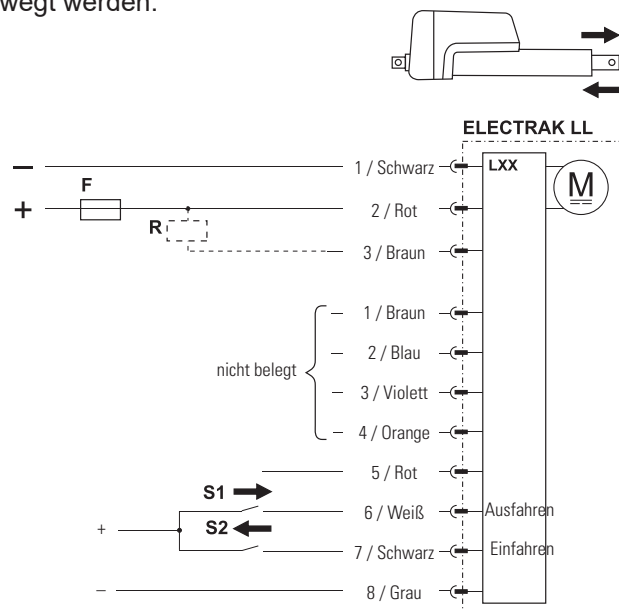 wegt werden.
ELECTRAK LL
– 1 / Schwarz LXX M
F
+ 2 / Rot
R
3 / Braun
1 / Braun
2 / Blau
nicht belegt
3 / Violett
4 / Orange
5 / Rot
S1
6 / Weiß Ausfahren
+ S2
7 / Schwarz Einfahren
– 8 / Grau